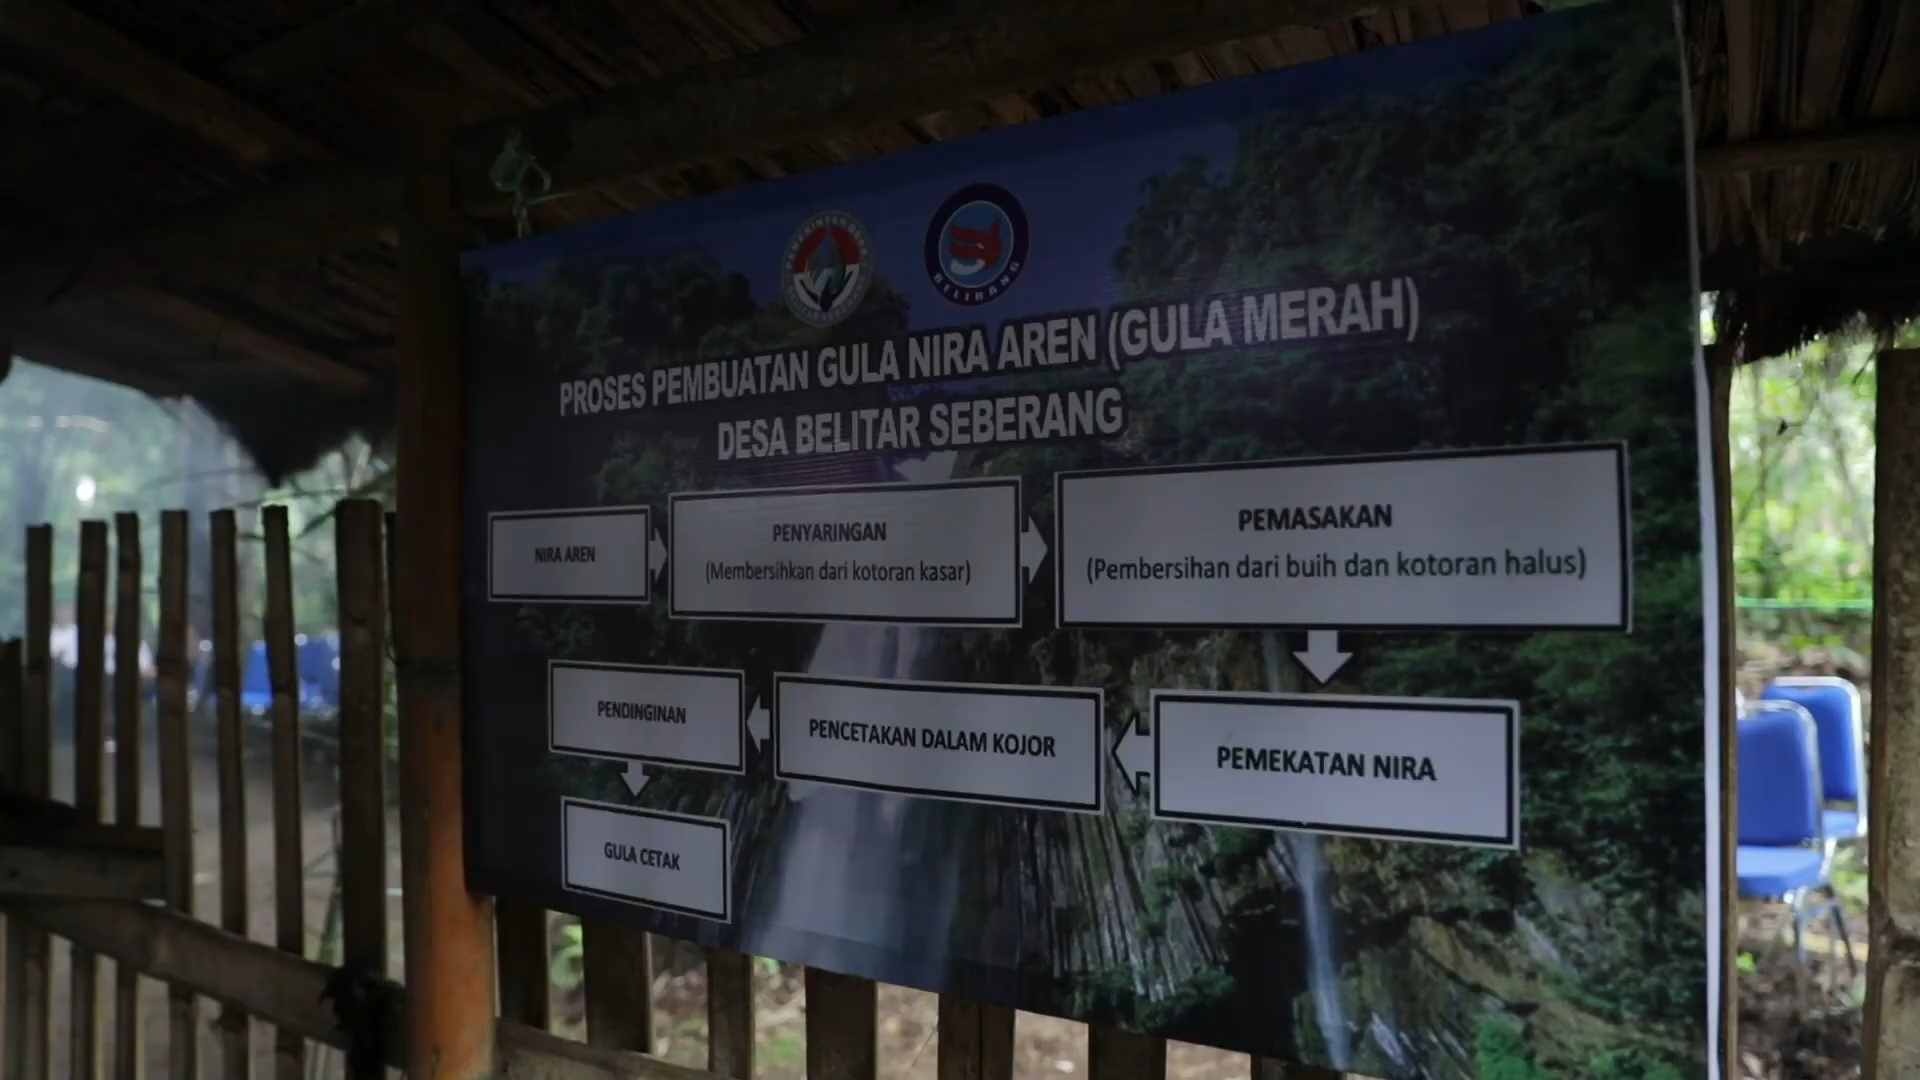 BELIRANG
PROSES PEMBUATAN GULA NIRA AREN (GULA MERAH)
DESA BELITAR SEBERANG
NIRA AREN
PENYARINGAN
(Membersihkan dari kotoran kasar)
PEMASAKAN
(Pembersihan dari buih dan kotoran halus)
PEMEKATAN NIRA
PENCETAKAN DALAM KOJOR
PENDINGINAN
GULA CETAK